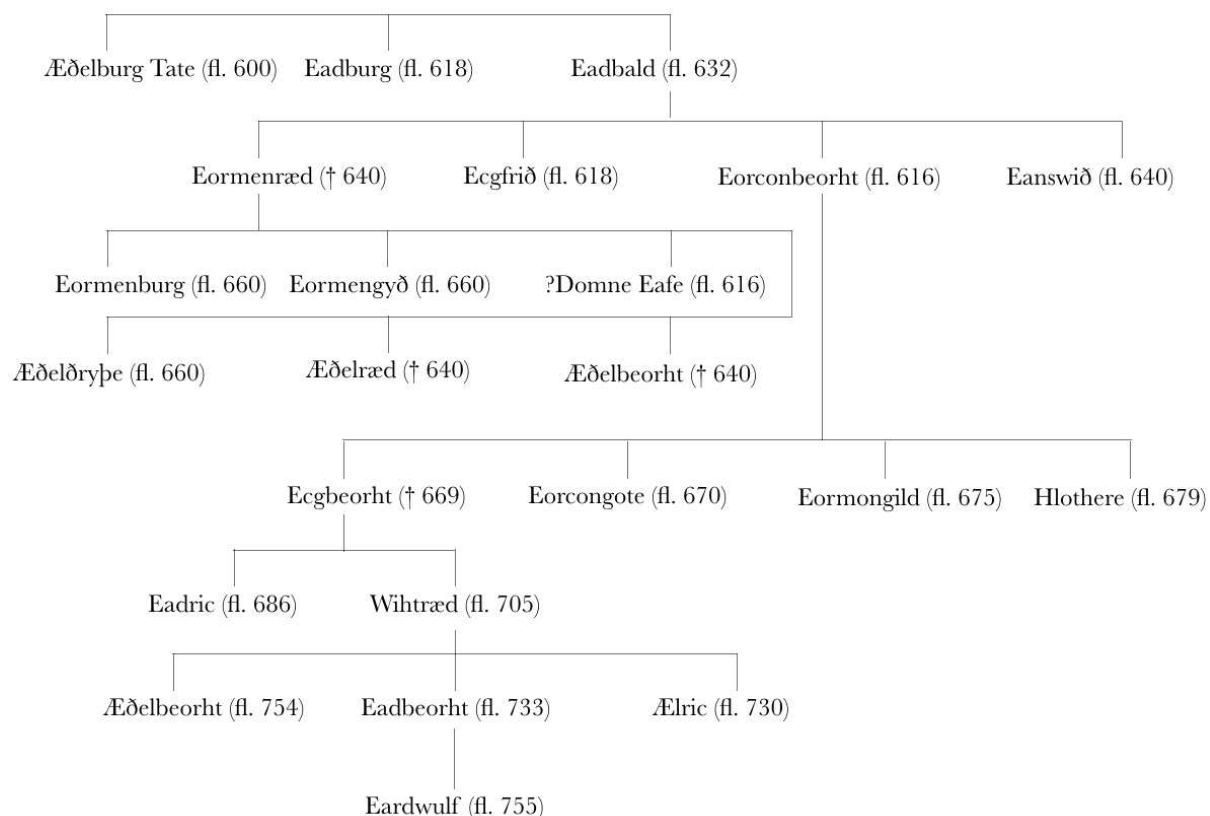 Æðelburg Tate (fl. 600) Eadburg (fl. 618) Eadbald (fl. 632)
Eormenræd († 640) Ecgfrið (fl. 618) Eorconbeorht (fl. 616) Eanswið (fl. 640)
Eormenburg (fl. 660) Eormengyð (fl. 660) ?Domne Eafe (fl. 616)
Æðelðryþe (fl. 660) Æðelræd († 640) Æðelbeorht († 640)
Ecgbeorht († 669) Eorcongote (fl. 670) Eormongild (fl. 675) Hlothere (fl. 679)
Eadric (fl. 686) Wihtræd (fl. 705)
Æðelbeorht (fl. 754) Eadbeorht (fl. 733) Ælric (fl. 730)
Eardwulf (fl. 755)